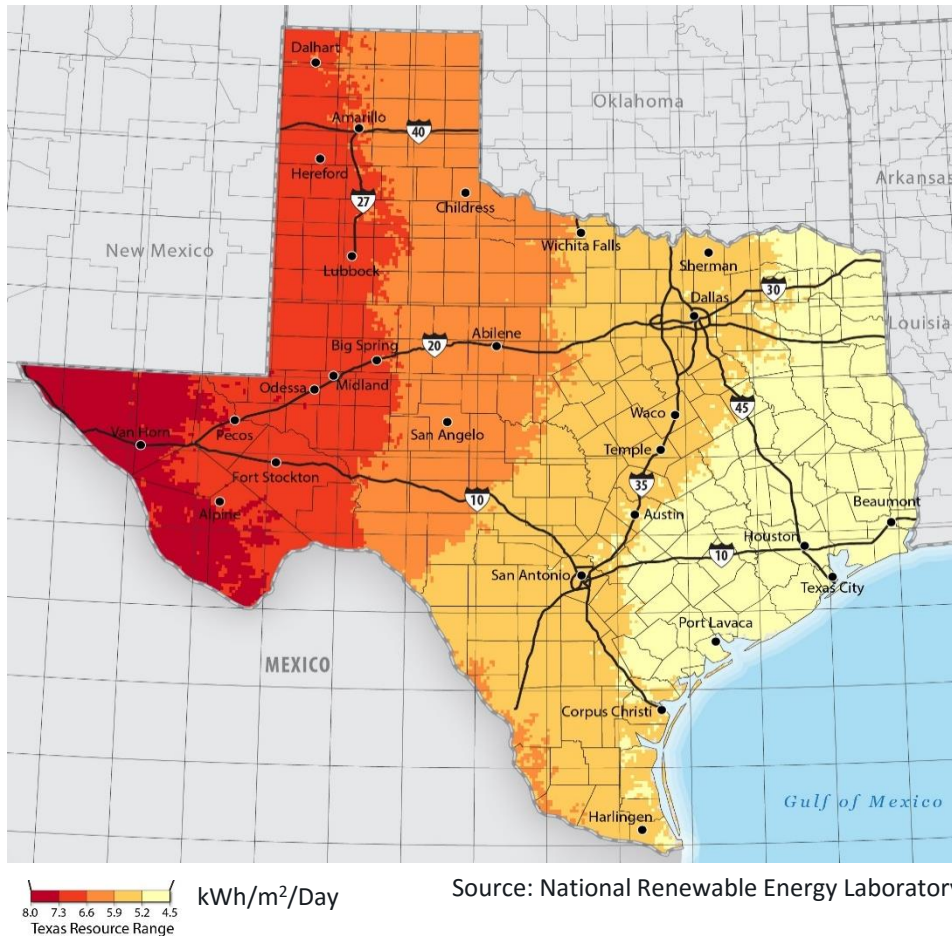 Dalhart
Oklahoma
Amarillo
40
Hereford
Arkansas
27
Childress
New Mexico
Wichita Falls
Lubbock
Sherman
30
Dallas
Louisia
Big Spring
20
Abilene
Odessa
Midland
45
Waco
Van Horn
Pecos
San Angelo
Temple
Fort Stockton
35
10
Beaumont
Alpine
Austin
Houston
10
San Antonio
Texas City
Port Lavaca
MEXICO
Corpus Christi
Gulf of Mexico
Harlingen
kWh/m²/Day
Source: National Renewable Energy Laboratory
8.0 7.3 6.6 5.9 5.2 4.5
Texas Resource Range